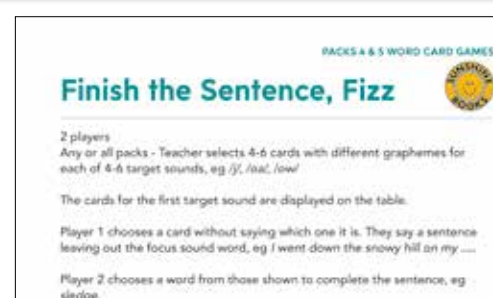 PACKS 4 & 5 WORD CARD GAMES
SUNSHINE
BOOKS
Finish the Sentence, Fizz
2 players
Any or all packs - Teacher selects 4-6 cards with different graphemes for
each of 4-6 target sounds, eg /j/, /oa/, /ow/
The cards for the first target sound are displayed on the table.
Player 1 chooses a card without saying which one it is. They say a sentence
leaving out the focus sound word, eg I went down the snowy hill on my ....
Player 2 chooses a word from those shown to complete the sentence, eg
sledge.